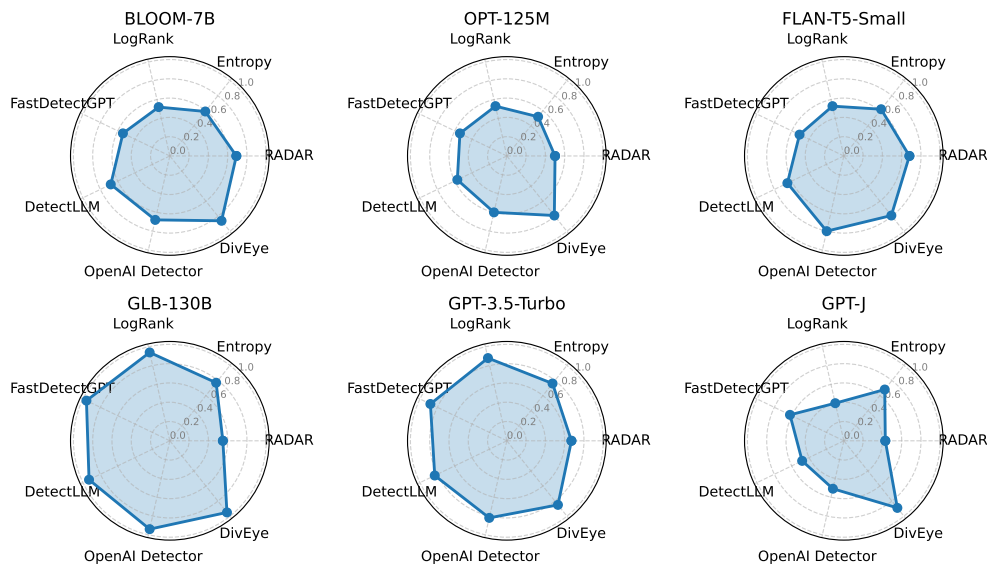 BLOOM-7B
LogRank
Entropy
1.0
0.8
0.6
0.4
0.2
0.0
FastDetectGPT
RADAR
DetectLLM
DivEye
OpenAI Detector
OPT-125M
LogRank
Entropy
1.0
0.8
0.6
0.4
0.2
0.0
FastDetectGPT
RADAR
DetectLLM
DivEye
OpenAI Detector
FLAN-T5-Small
LogRank
Entropy
1.0
0.8
0.6
0.4
0.2
0.0
FastDetectGPT
RADAR
DetectLLM
DivEye
OpenAI Detector
GLB-130B
LogRank
Entropy
1.0
0.8
0.6
0.4
0.2
0.0
FastDetectGPT
RADAR
DetectLLM
DivEye
OpenAI Detector
GPT-3.5-Turbo
LogRank
Entropy
1.0
0.8
0.6
0.4
0.2
0.0
FastDetectGPT
RADAR
DetectLLM
DivEye
OpenAI Detector
GPT-J
LogRank
Entropy
1.0
0.8
0.6
0.4
0.2
0.0
FastDetectGPT
RADAR
DetectLLM
DivEye
OpenAI Detector